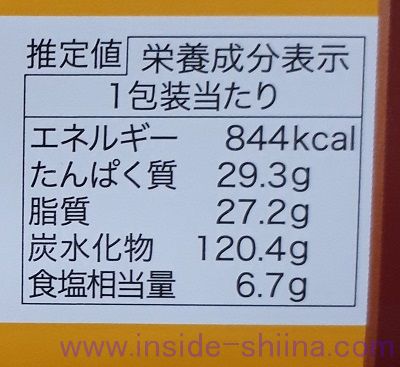 推定値 栄養成分表示
1包装当たり
エネルギー 844kcal
たんぱく質 29.3g
脂質 27.2g
炭水化物 120.4g
食塩相当量 6.7g
www.inside-shiina.com/